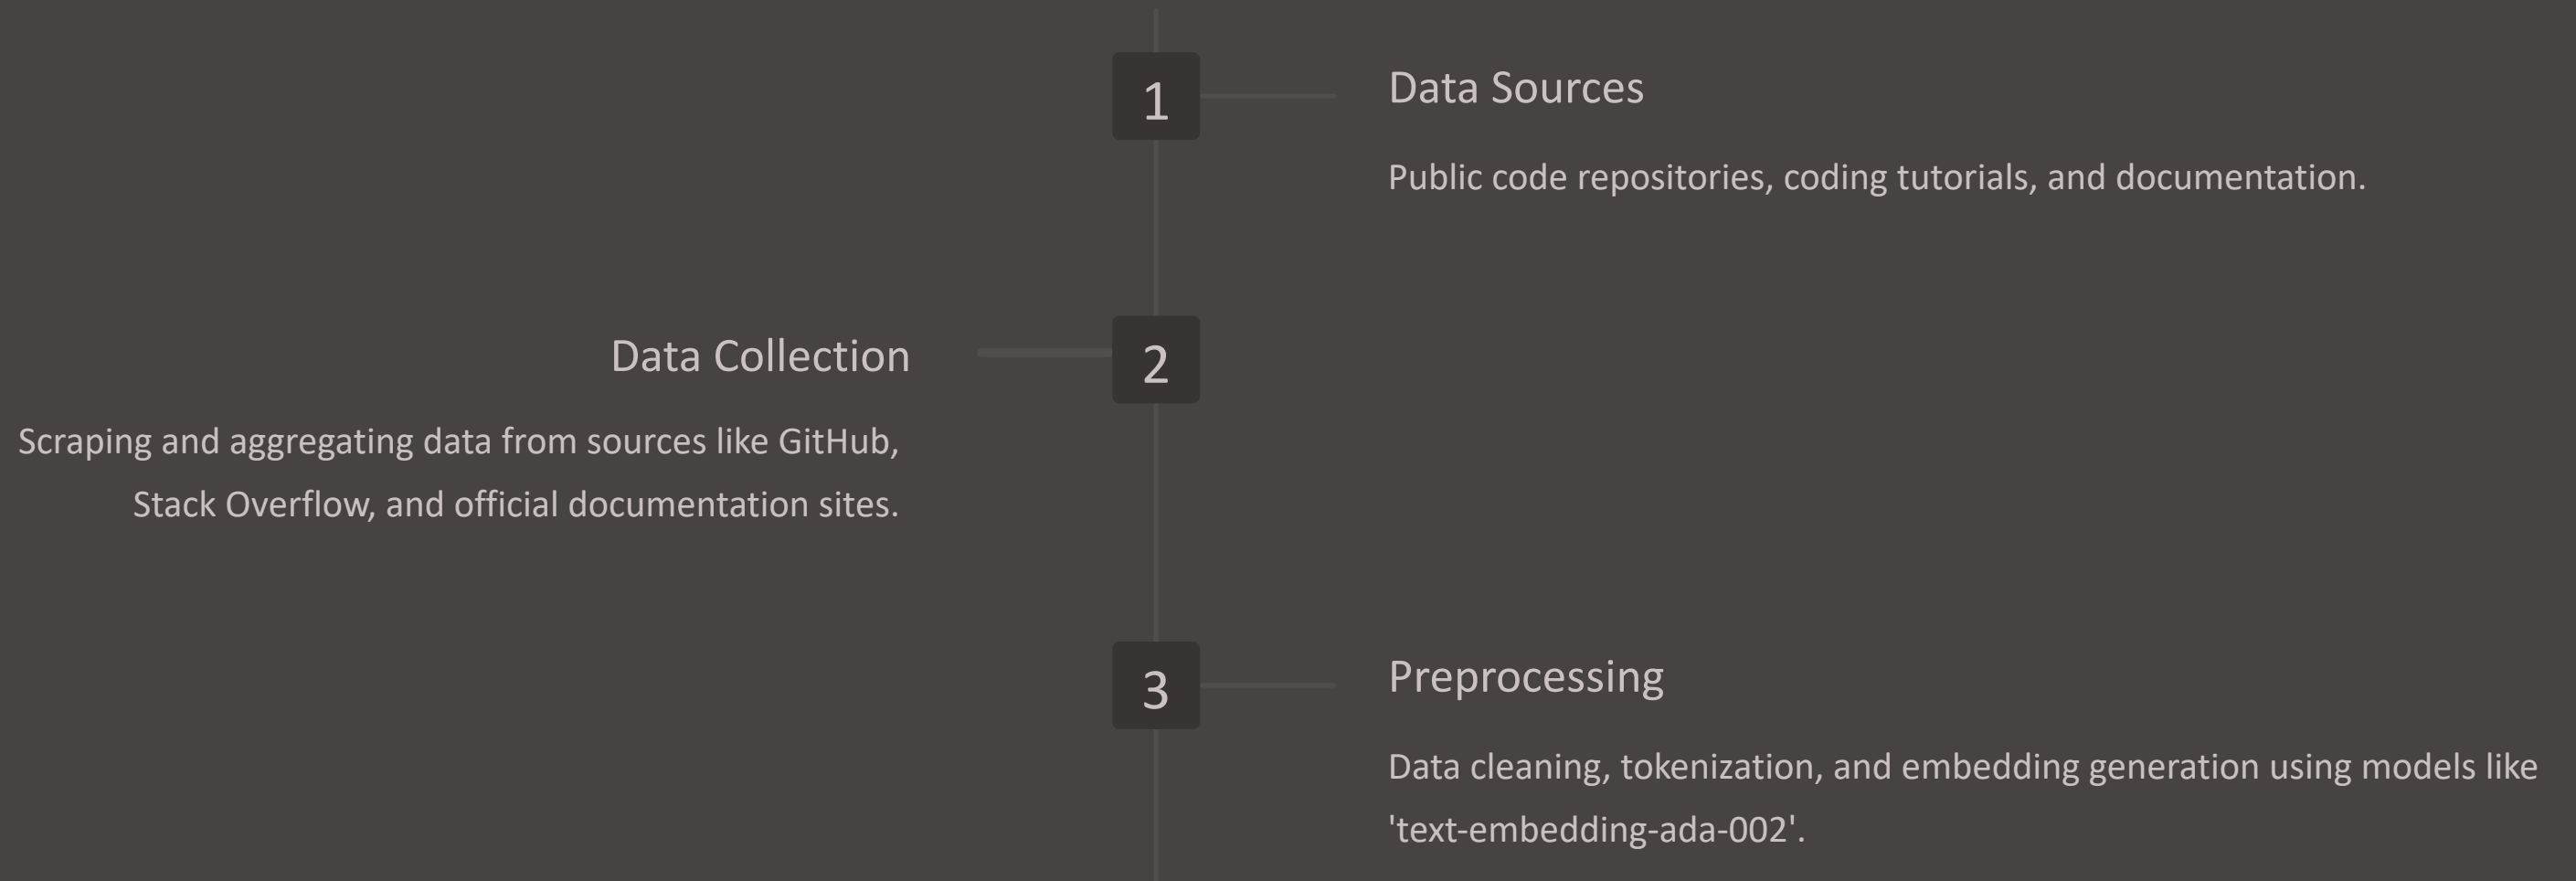 1
Data Sources
Public code repositories, coding tutorials, and documentation.
2
Data Collection
Scraping and aggregating data from sources like GitHub,
Stack Overflow, and official documentation sites.
3
Preprocessing
Data cleaning, tokenization, and embedding generation using models like
'text-embedding-ada-002'.